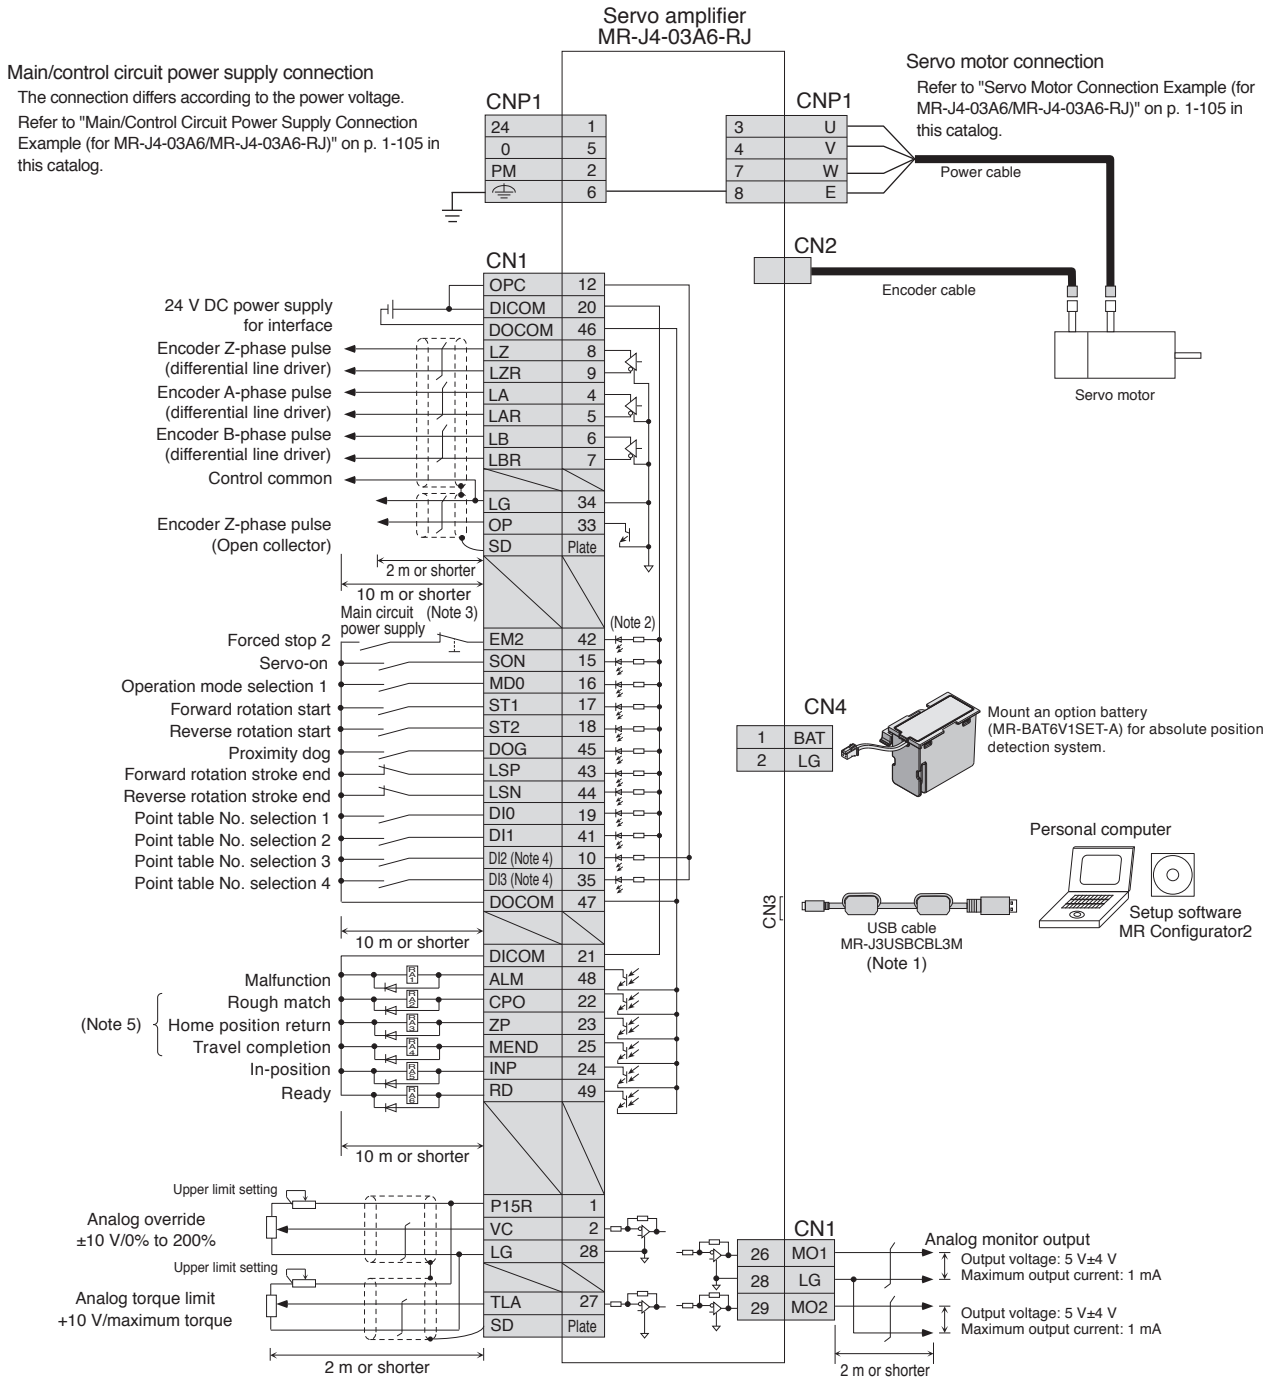 Servo amplifier
MR-J4-03A6-RJ
Main/control circuit power supply connection
The connection differs according to the power voltage.
Refer to "Main/Control Circuit Power Supply Connection
Example (for MR-J4-03A6/MR-J4-03A6-RJ)" on p. 1-105 in
this catalog.
Servo motor connection
Refer to "Servo Motor Connection Example (for
MR-J4-03A6/MR-J4-03A6-RJ)" on p. 1-105 in
this catalog.
CNP1
24 1
0 5
PM 2
6
CNP1
3 U
4 V
7 W
8 E
Power cable
CN2
Encoder cable
Servo motor
CN1
OPC 12
24 V DC power supply
for interface
DICOM 20
DOCOM 46
Encoder Z-phase pulse
(differential line driver)
LZ 8
LZR 9
Encoder A-phase pulse
(differential line driver)
LA 4
LAR 5
Encoder B-phase pulse
(differential line driver)
LB 6
LBR 7
Control common
LG 34
Encoder Z-phase pulse
(Open collector)
OP 33
SD Plate
2 m or shorter
10 m or shorter
Main circuit
power supply
(Note 3)
(Note 2)
Forced stop 2 EM2 42
Servo-on SON 15
Operation mode selection 1 MD0 16
Forward rotation start ST1 17
Reverse rotation start ST2 18
Proximity dog DOG 45
Forward rotation stroke end LSP 43
Reverse rotation stroke end LSN 44
Point table No. selection 1 DI0 19
Point table No. selection 2 DI1 41
Point table No. selection 3 DI2 (Note 4) 10
Point table No. selection 4 DI3 (Note 4) 35
DOCOM 47
10 m or shorter
DICOM 21
Malfunction RA1 ALM 48
Rough match RA2 CPO 22
(Note 5) Home position return RA3 ZP 23
Travel completion RA4 MEND 25
In-position RA5 INP 24
Ready RA6 RD 49
10 m or shorter
CN4
1 BAT
2 LG
Mount an option battery
(MR-BAT6V1SET-A) for absolute position
detection system.
Personal computer
CN3
USB cable
MR-J3USBCBL3M
(Note 1)
Setup software
MR Configurator2
Upper limit setting
P15R 1
Analog override
±10 V/0% to 200%
VC 2
LG 28
Upper limit setting
Analog torque limit
+10 V/maximum torque
TLA 27
SD Plate
2 m or shorter
CN1
26 MO1
28 LG
29 MO2
Analog monitor output
Output voltage: 5 V±4 V
Maximum output current: 1 mA
Output voltage: 5 V±4 V
Maximum output current: 1 mA
2 m or shorter